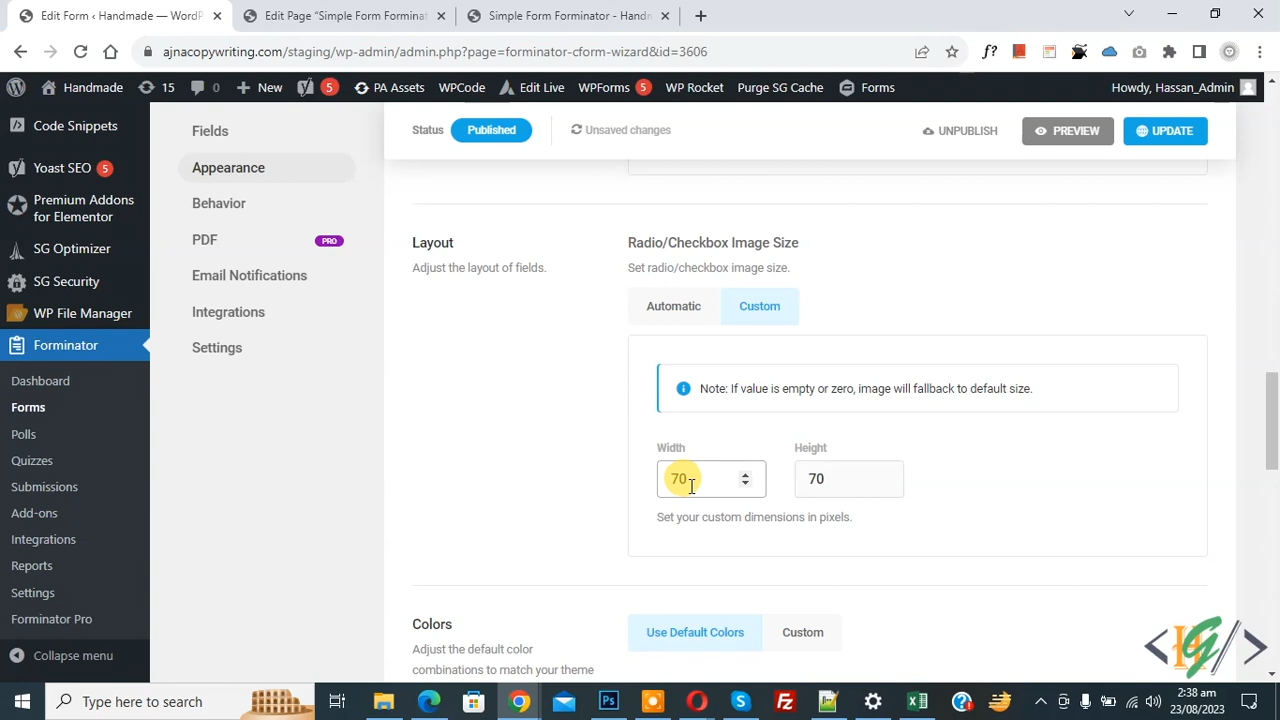 Edit Form ‹ Handmade — WordP
Edit Page "Simple Form Forminat
Simple Form Forminator - Handm
ajnacopywriting.com/staging/wp-admin/admin.php?page=forminator-cform-wizard&id=3606
f?
Handmade
15
0
New
5
PA Assets
WPCode
Edit Live
WPForms
5
WP Rocket
Purge SG Cache
Forms
Howdy, Hassan_Admin
Code Snippets
Yoast SEO
5
Premium Addons
for Elementor
SG Optimizer
SG Security
WP File Manager
Forminator
Dashboard
Forms
Polls
Quizzes
Submissions
Add-ons
Integrations
Reports
Settings
Forminator Pro
Collapse menu
Fields
Appearance
Behavior
PDF
PRO
Email Notifications
Integrations
Settings
Status
Published
Unsaved changes
UNPUBLISH
PREVIEW
UPDATE
Layout
Adjust the layout of fields.
Radio/Checkbox Image Size
Set radio/checkbox image size.
Automatic
Custom
Note: If value is empty or zero, image will fallback to default size.
Width
Height
70
70
Set your custom dimensions in pixels.
Colors
Adjust the default color
combinations to match your theme
Use Default Colors
Custom
Type here to search
Ps
2:38 am
23/08/2023